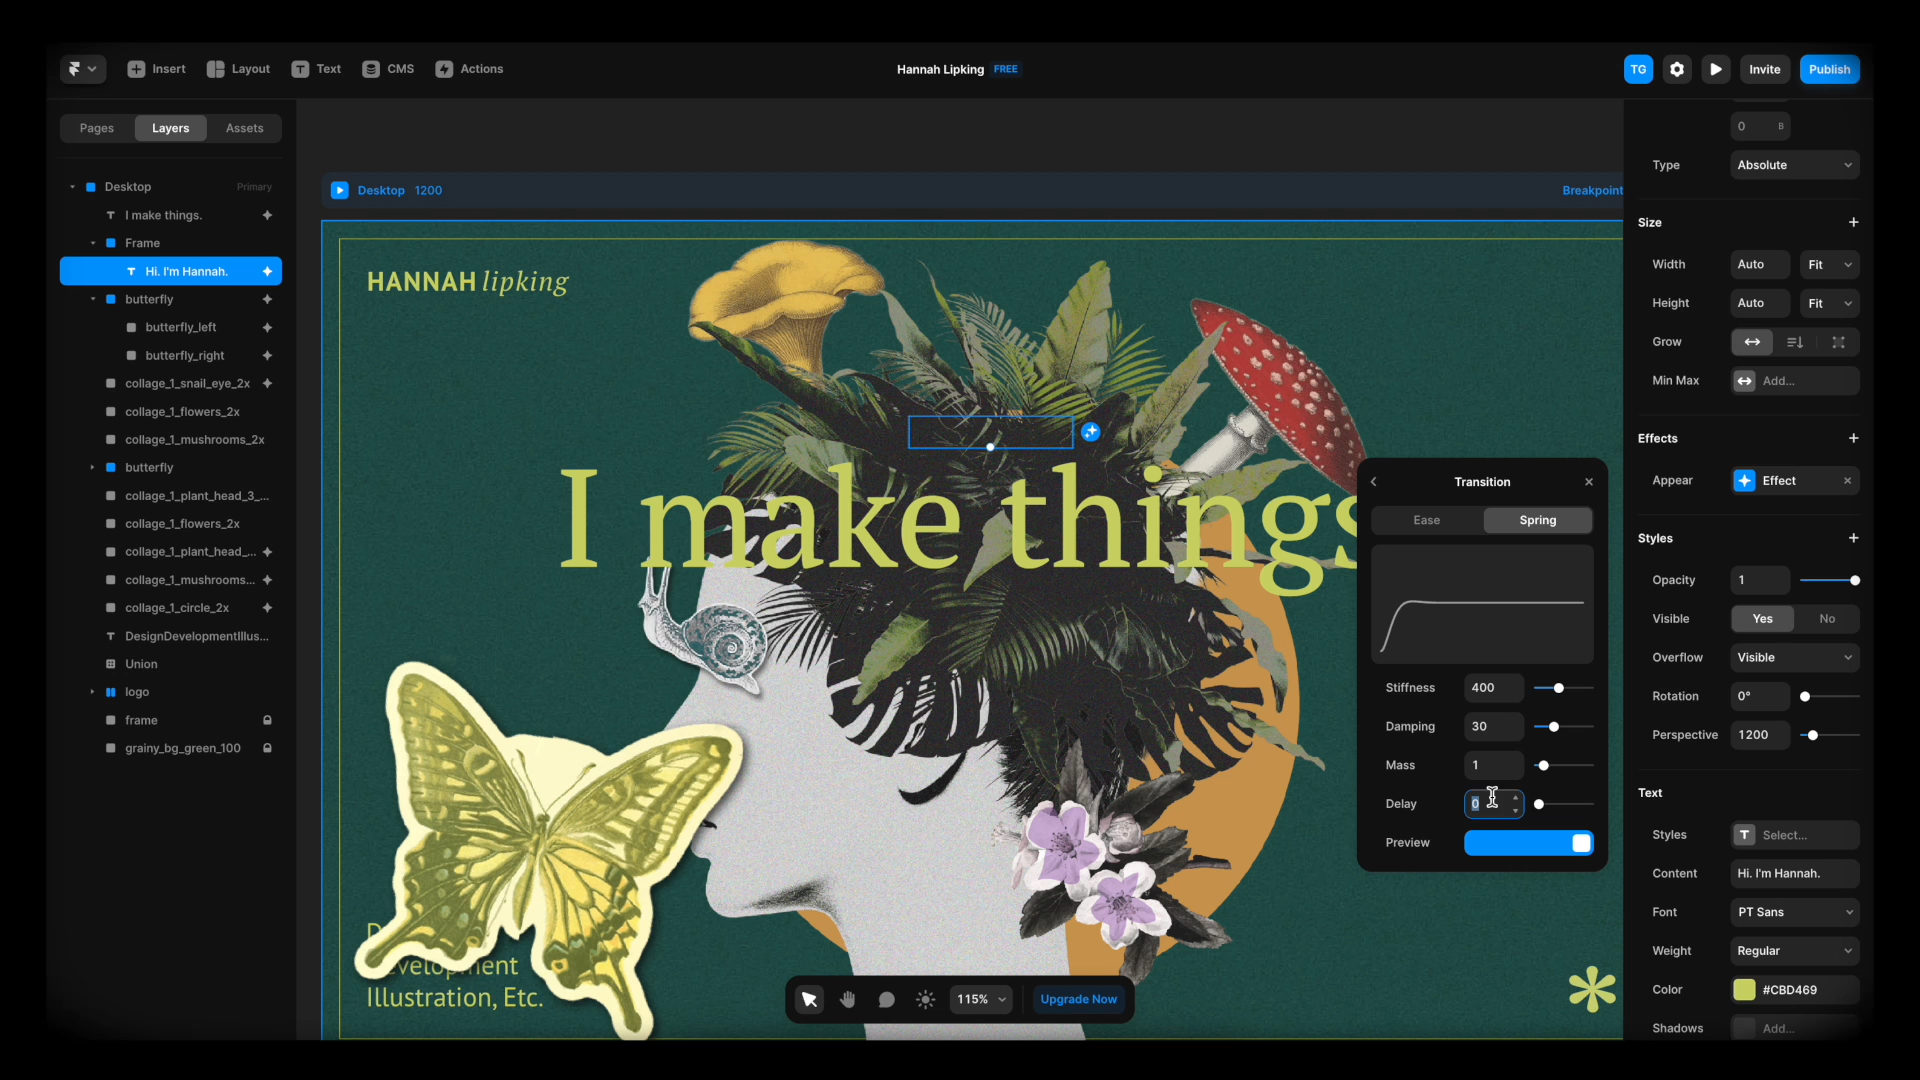 Insert
Layout
Text
CMS
Actions
Hannah Lipking FREE
TG
Invite
Publish
Pages
Layers
Assets
Desktop Primary
I make things.
Frame
Hi. I'm Hannah.
butterfly
butterfly_left
butterfly_right
collage_1_snail_eye_2x
collage_1_flowers_2x
collage_1_mushrooms_2x
butterfly
collage_1_plant_head_3_...
collage_1_flowers_2x
collage_1_plant_head_...
collage_1_mushrooms...
collage_1_circle_2x
DesignDevelopmentIllus...
Union
logo
frame
grainy_bg_green_100
Desktop 1200
Breakpoint
HANNAH lipking
I make things
Development
Illustration, Etc.
115%
Upgrade Now
Transition
Ease
Spring
Stiffness 400
Damping 30
Mass 1
Delay 0
Preview
0 B
Type Absolute
Size
Width Auto Fit
Height Auto Fit
Grow
Min Max Add...
Effects
Appear Effect
Styles
Opacity 1
Visible Yes No
Overflow Visible
Rotation 0°
Perspective 1200
Text
Styles Select...
Content Hi. I'm Hannah.
Font PT Sans
Weight Regular
Color #CBD469
Shadows Add...